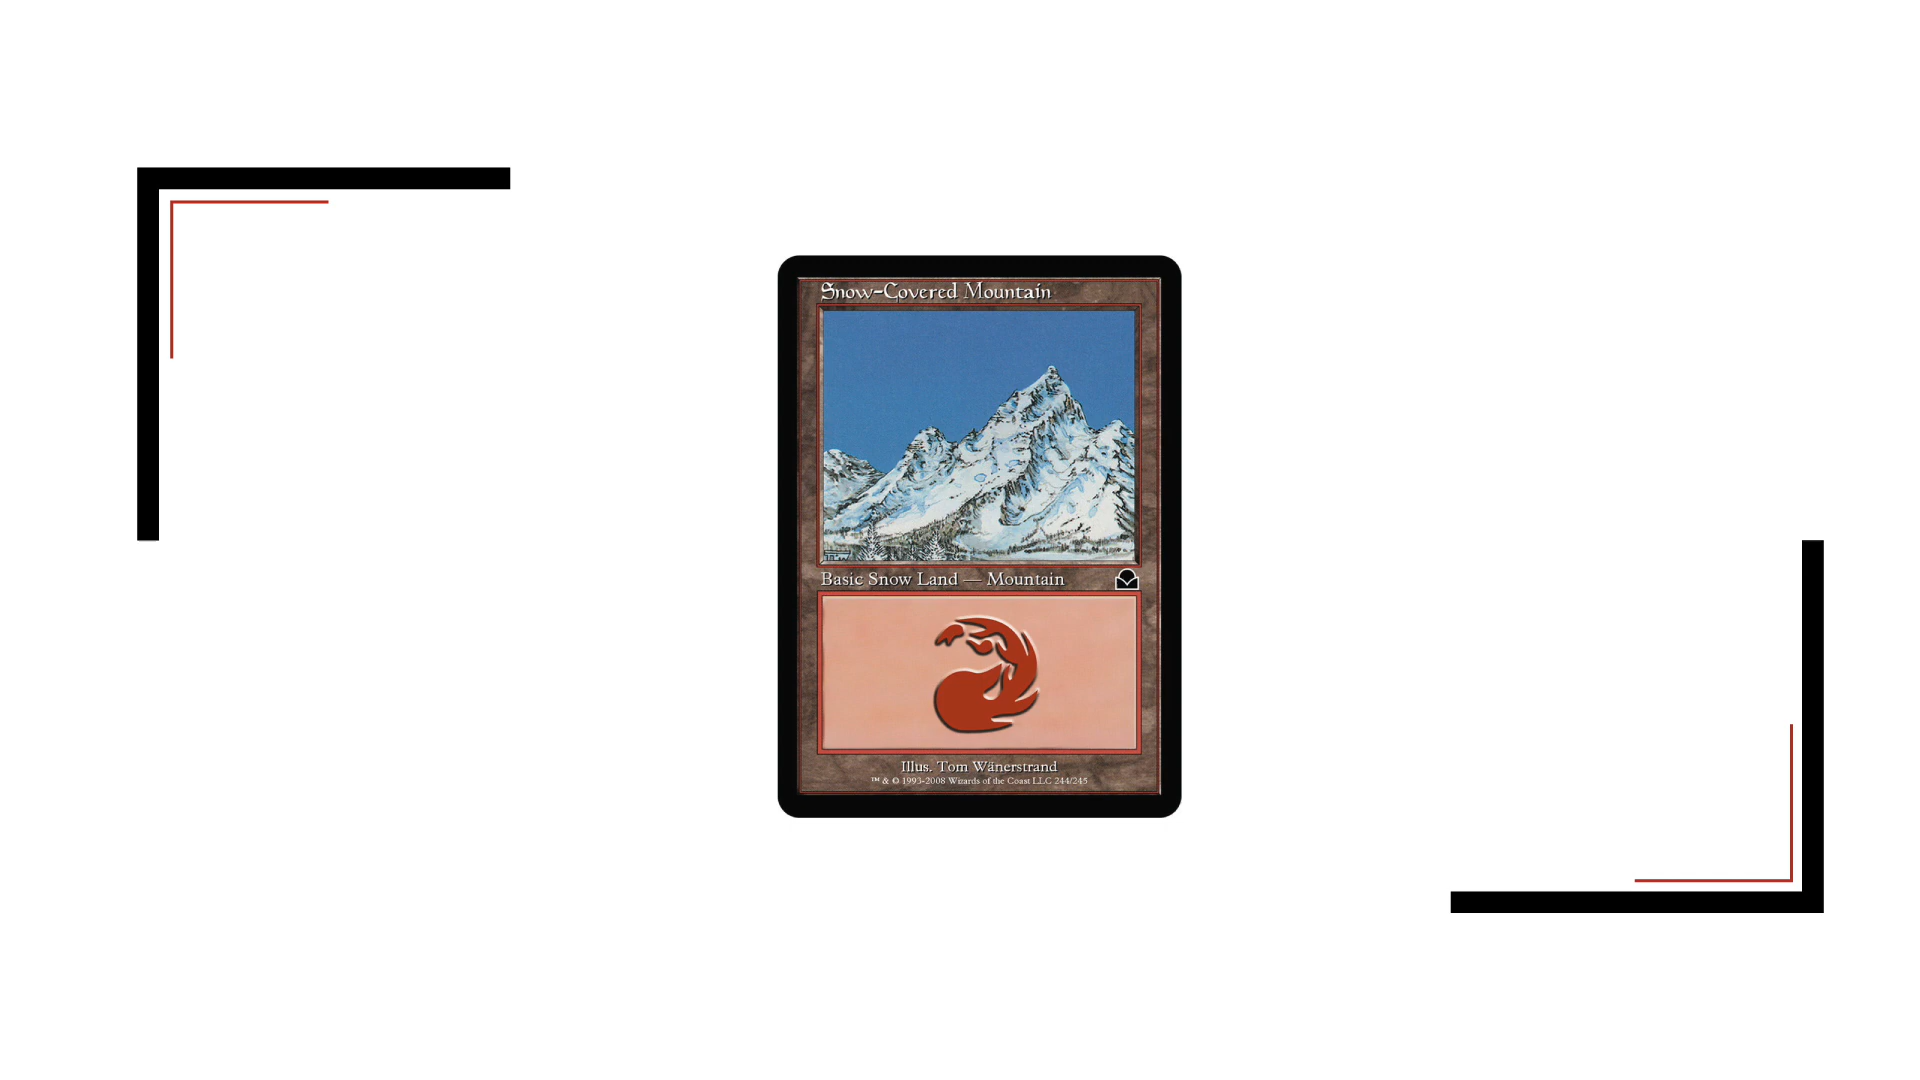 Snow-Covered Mountain
Basic Snow Land — Mountain
Illus. Tom Wänerstrand
™ & © 1993-2008 Wizards of the Coast LLC 244/245